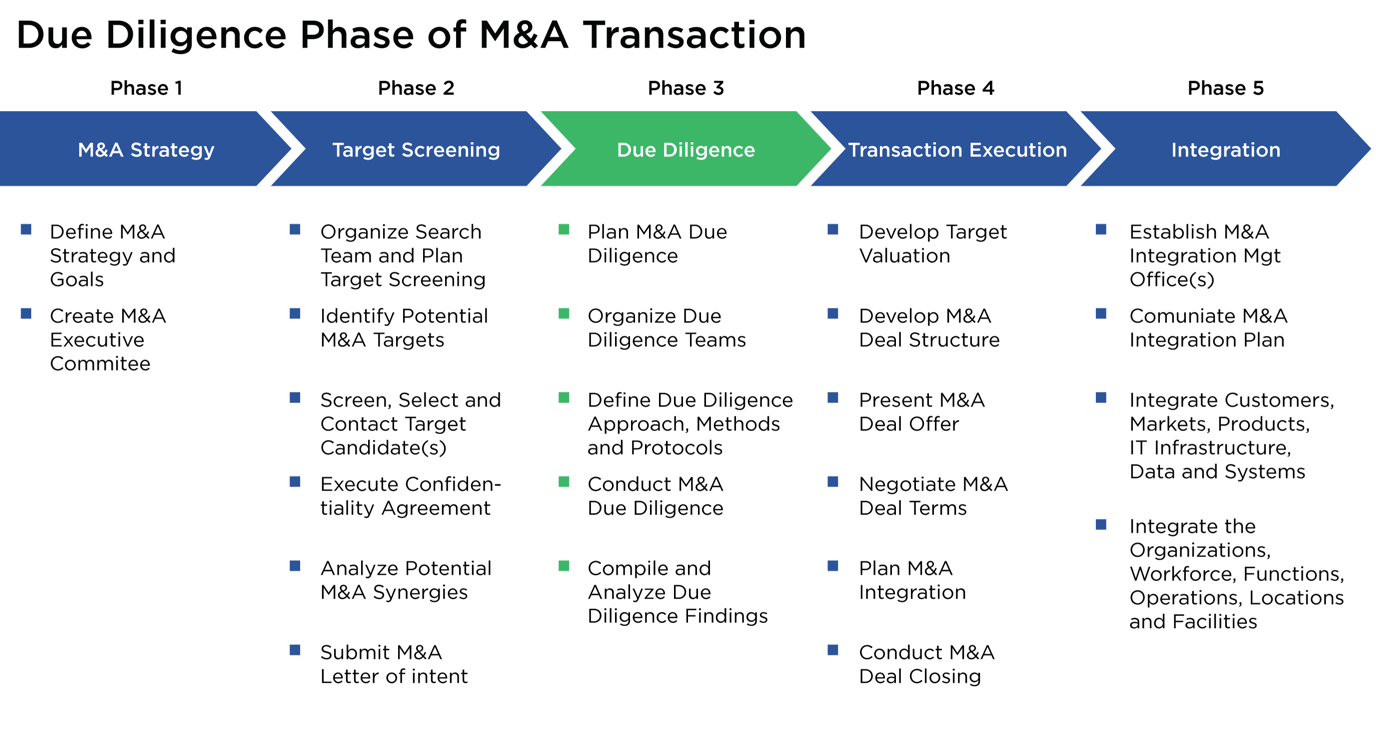 Due Diligence Phase of M&A Transaction
Phase 1
Phase 2
Phase 3
Phase 4
Phase 5
M&A Strategy
Target Screening
Due Diligence
Transaction Execution
Integration
Define M&A
Strategy and
Goals
Create M&A
Executive
Commitee
Organize Search
Team and Plan
Target Screening
Identify Potential
M&A Targets
Screen, Select and
Contact Target
Candidate(s)
Execute Confiden-
tiality Agreement
Analyze Potential
M&A Synergies
Submit M&A
Letter of intent
Plan M&A Due
Diligence
Organize Due
Diligence Teams
Define Due Diligence
Approach, Methods
and Protocols
Conduct M&A
Due Diligence
Compile and
Analyze Due
Diligence Findings
Develop Target
Valuation
Develop M&A
Deal Structure
Present M&A
Deal Offer
Negotiate M&A
Deal Terms
Plan M&A
Integration
Conduct M&A
Deal Closing
Establish M&A
Integration Mgt
Office(s)
Comuniate M&A
Integration Plan
Integrate Customers,
Markets, Products,
IT Infrastructure,
Data and Systems
Integrate the
Organizations,
Workforce, Functions,
Operations, Locations
and Facilities